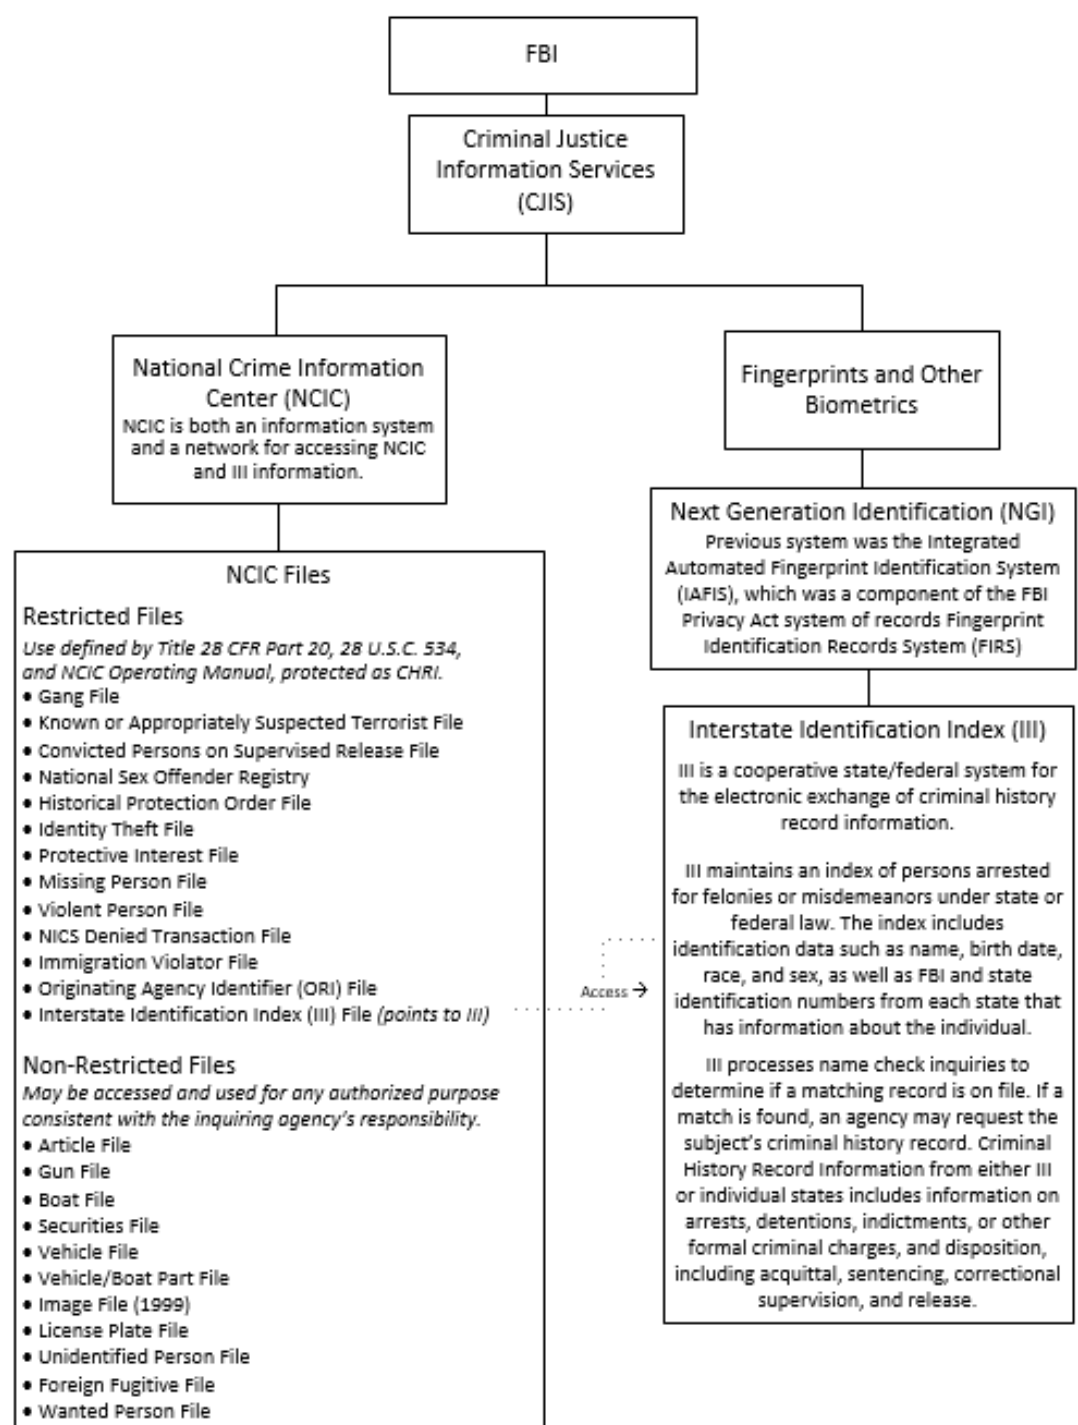 FBI
Criminal Justice
Information Services
(CJIS)
National Crime Information
Center (NCIC)
NCIC is both an information system
and a network for accessing NCIC
and III information.
Fingerprints and Other
Biometrics
Next Generation Identification (NGI)
Previous system was the Integrated
Automated Fingerprint Identification System
(IAFIS), which was a component of the FBI
Privacy Act system of records Fingerprint
Identification Records System (FIRS)
NCIC Files
Restricted Files
Use defined by Title 28 CFR Part 20, 28 U.S.C. 534,
and NCIC Operating Manual, protected as CHRI.
• Gang File
• Known or Appropriately Suspected Terrorist File
• Convicted Persons on Supervised Release File
• National Sex Offender Registry
• Historical Protection Order File
• Identity Theft File
• Protective Interest File
• Missing Person File
• Violent Person File
• NICS Denied Transaction File
• Immigration Violator File
• Originating Agency Identifier (ORI) File
• Interstate Identification Index (III) File (points to III)
Non-Restricted Files
May be accessed and used for any authorized purpose
consistent with the inquiring agency's responsibility.
• Article File
• Gun File
• Boat File
• Securities File
• Vehicle File
• Vehicle/Boat Part File
• Image File (1999)
• License Plate File
• Unidentified Person File
• Foreign Fugitive File
• Wanted Person File
Access →
Interstate Identification Index (III)
III is a cooperative state/federal system for
the electronic exchange of criminal history
record information.
III maintains an index of persons arrested
for felonies or misdemeanors under state or
federal law. The index includes
identification data such as name, birth date,
race, and sex, as well as FBI and state
identification numbers from each state that
has information about the individual.
III processes name check inquiries to
determine if a matching record is on file. If a
match is found, an agency may request the
subject's criminal history record. Criminal
History Record Information from either III
or individual states includes information on
arrests, detentions, indictments, or other
formal criminal charges, and disposition,
including acquittal, sentencing, correctional
supervision, and release.